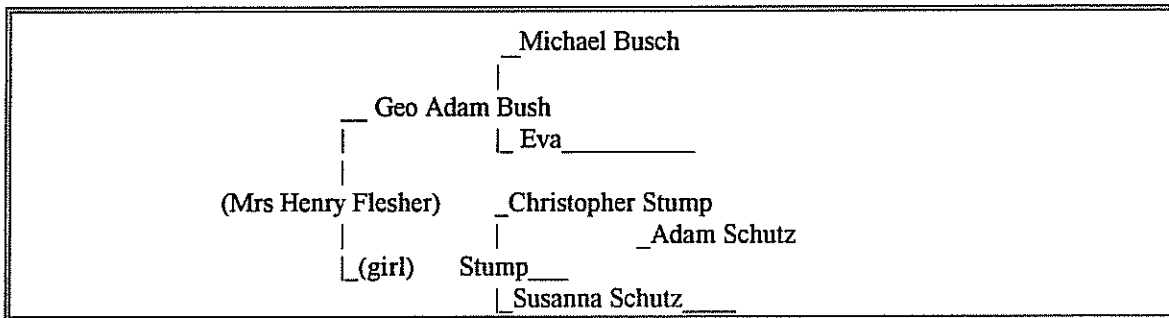 _Michael Busch
|
__ Geo Adam Bush
| |_ Eva__________
|
(Mrs Henry Flesher) _Christopher Stump
| | _Adam Schutz
|_(girl) Stump___
|_Susanna Schutz____